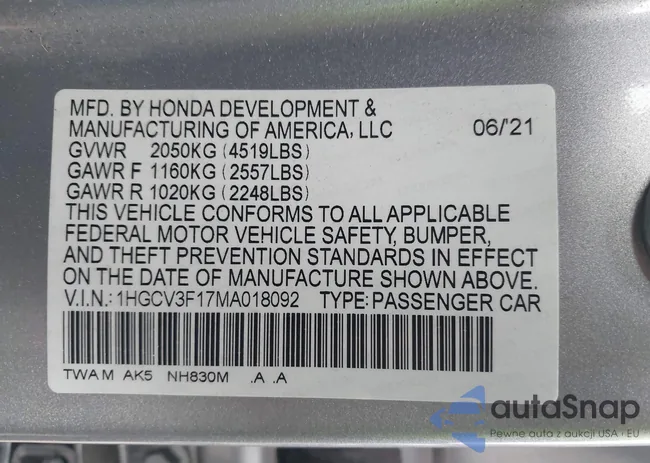 MFD. BY HONDA DEVELOPMENT &
MANUFACTURING OF AMERICA, LLC 06/'21
GVWR 2050KG (4519LBS)
GAWR F 1160KG (2557LBS)
GAWR R 1020KG (2248LBS)
THIS VEHICLE CONFORMS TO ALL APPLICABLE
FEDERAL MOTOR VEHICLE SAFETY, BUMPER,
AND THEFT PREVENTION STANDARDS IN EFFECT
ON THE DATE OF MANUFACTURE SHOWN ABOVE.
V.I.N.: 1HGCV3F17MA018092 TYPE: PASSENGER CAR
TWAM AK5 NH830M .A .A
autaSnap
Pewne auta z aukcji USA i EU